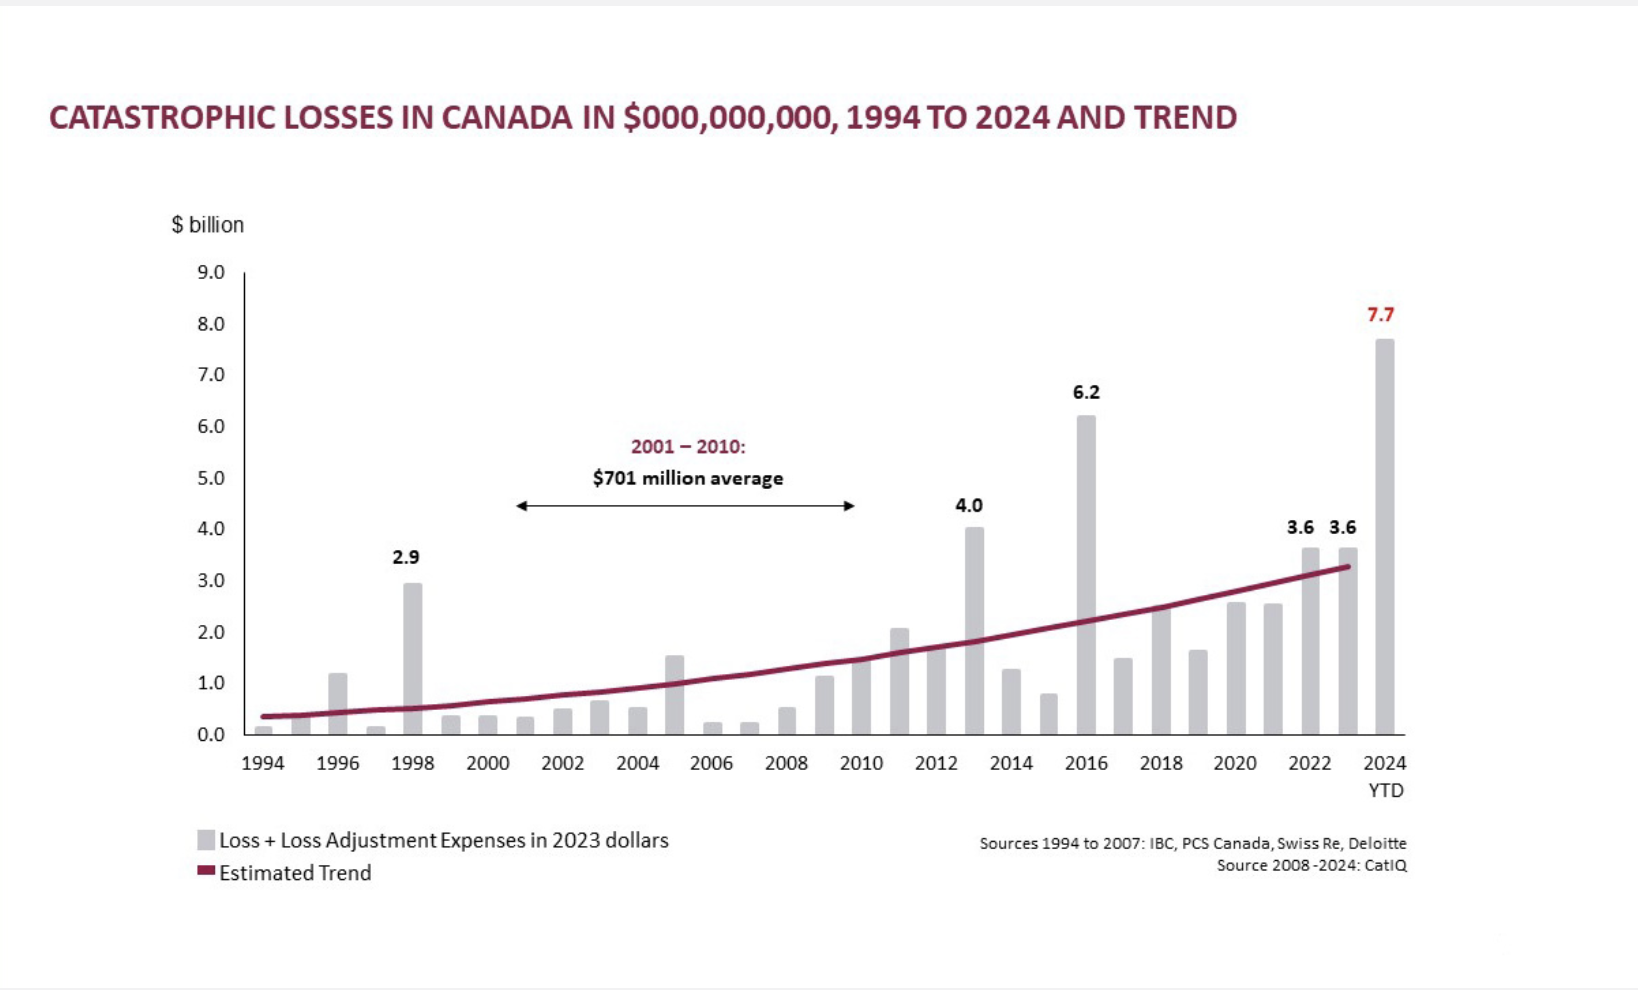 CATASTROPHIC LOSSES IN CANADA IN $000,000,000, 1994 TO 2024 AND TREND
$ billion
9.0
8.0
7.0
6.0
5.0
4.0
3.0
2.0
1.0
0.0
2.9
2001 – 2010:
$701 million average
4.0
6.2
3.6 3.6
7.7
1994 1996 1998 2000 2002 2004 2006 2008 2010 2012 2014 2016 2018 2020 2022 2024
YTD
Loss + Loss Adjustment Expenses in 2023 dollars
Estimated Trend
Sources 1994 to 2007: IBC, PCS Canada, Swiss Re, Deloitte
Source 2008-2024: CatIQ